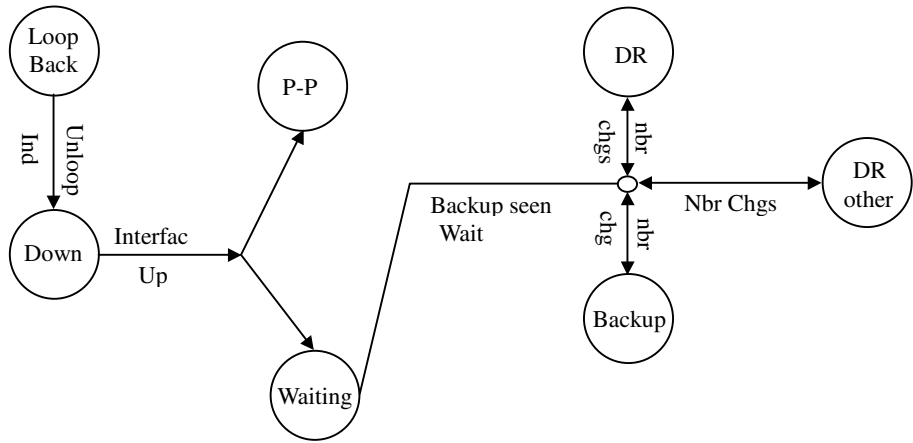 Loop
Back
Unloop
Ind
Down
Interfac
Up
P-P
Waiting
Backup seen
Wait
DR
nbr
chgs
nbr
chg
Backup
Nbr Chgs
DR
other